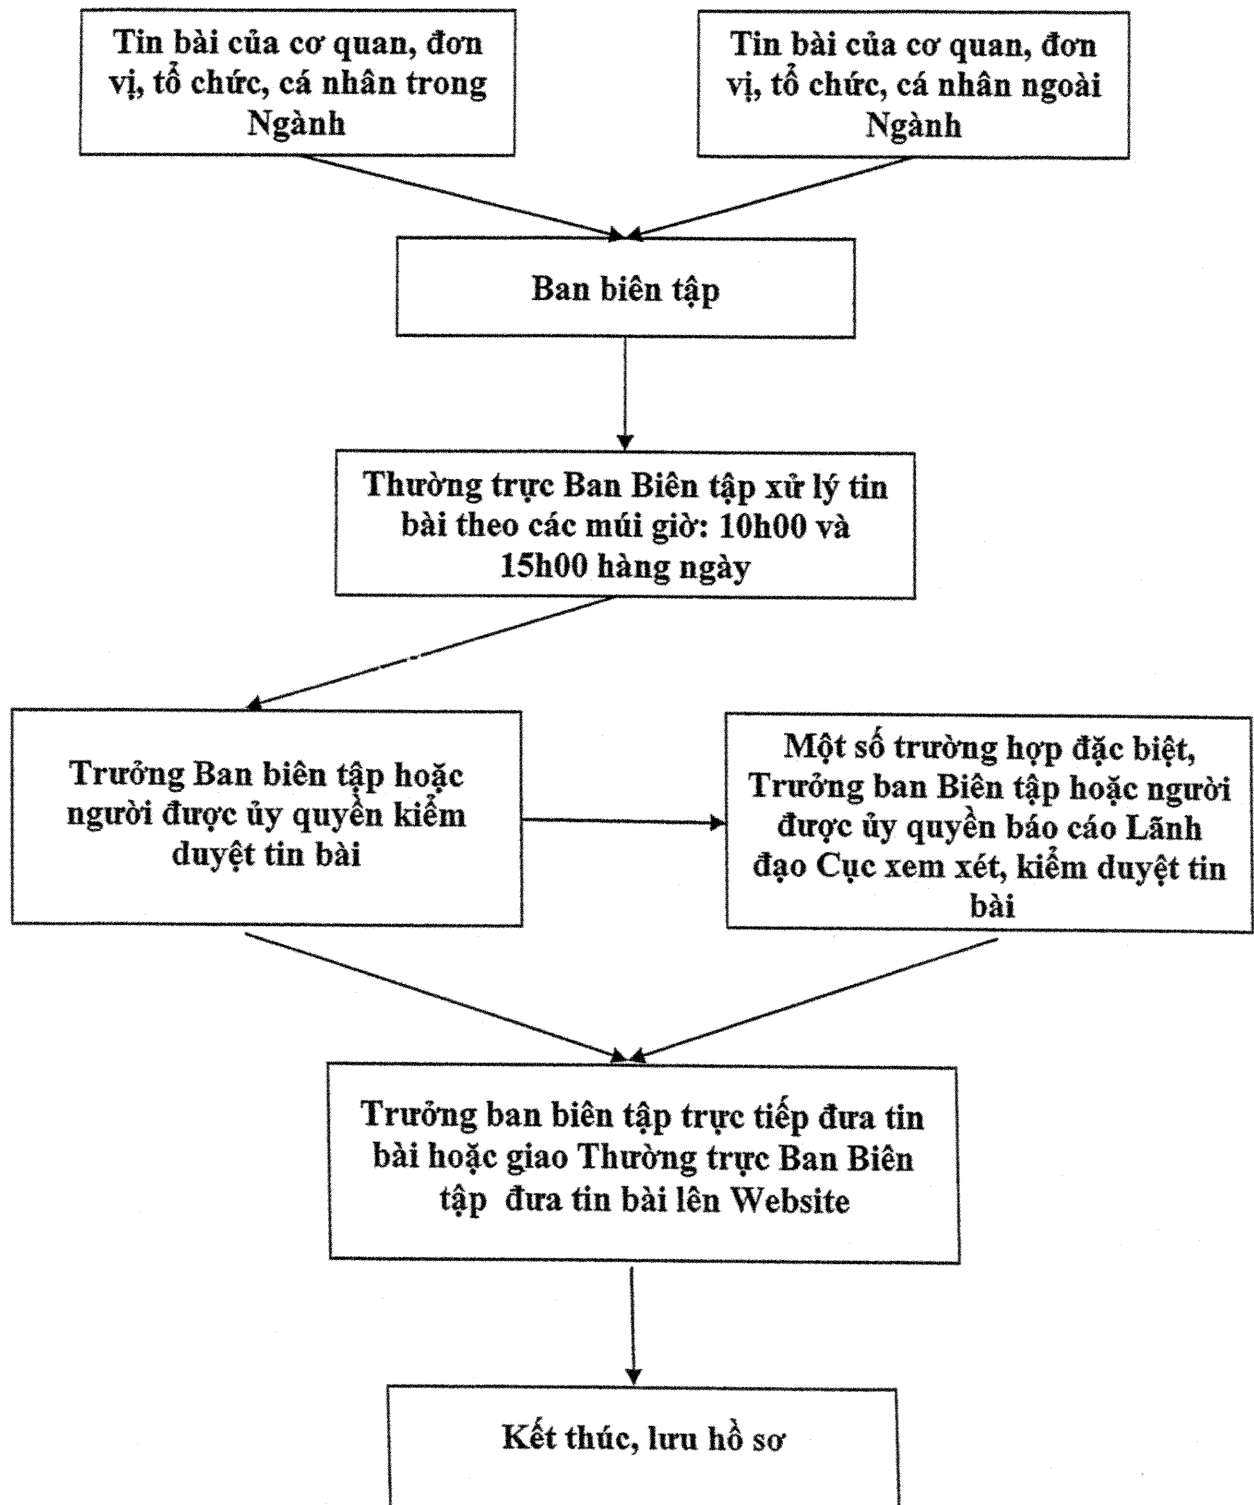 Tin bài của cơ quan, đơn
vị, tổ chức, cá nhân trong
Ngành
Tin bài của cơ quan, đơn
vị, tổ chức, cá nhân ngoài
Ngành
Ban biên tập
Thường trực Ban Biên tập xử lý tin
bài theo các múi giờ: 10h00 và
15h00 hàng ngày
Trưởng Ban biên tập hoặc
người được ủy quyền kiểm
duyệt tin bài
Một số trường hợp đặc biệt,
Trưởng ban Biên tập hoặc người
được ủy quyền báo cáo Lãnh
đạo Cục xem xét, kiểm duyệt tin
bài
Trưởng ban biên tập trực tiếp đưa tin
bài hoặc giao Thường trực Ban Biên
tập đưa tin bài lên Website
Kết thúc, lưu hồ sơ